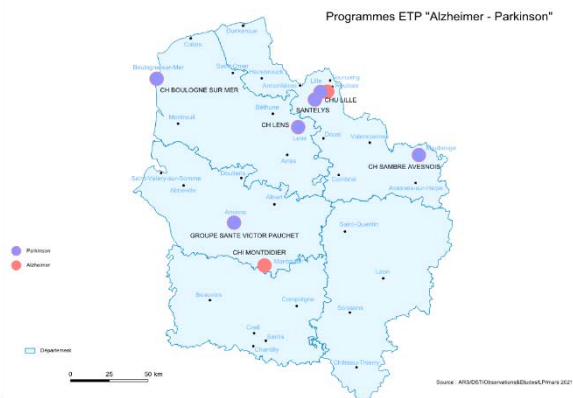 Programmes ETP "Alzheimer - Parkinson"
Dunkerque
Calais
Boulogne-sur-Mer
Saint-Omer
Hazebrouck
Armentières
Lille
Tourcoing
Roubaix
CH BOULOGNE SUR MER
CHU LILLE
SANTELYS
Béthune
Montreuil
CH LENS
Lens
Douai
Valenciennes
Maubeuge
CH SAMBRE AVESNOIS
Arras
Cambrai
Avesnes-sur-Helpe
Saint-Valery-sur-Somme
Doullens
Abbeville
Albert
Amiens
Saint-Quentin
GROUPE SANTE VICTOR PAUCHET
CHI MONTDIDIER
Parkinson
Alzheimer
Laon
Beauvais
Compiègne
Soissons
Creil
Senlis
Chantilly
Château-Thierry
Département
0 25 50 km
Source : ARS/DST/Observation&Etudes/LP/mars 2021